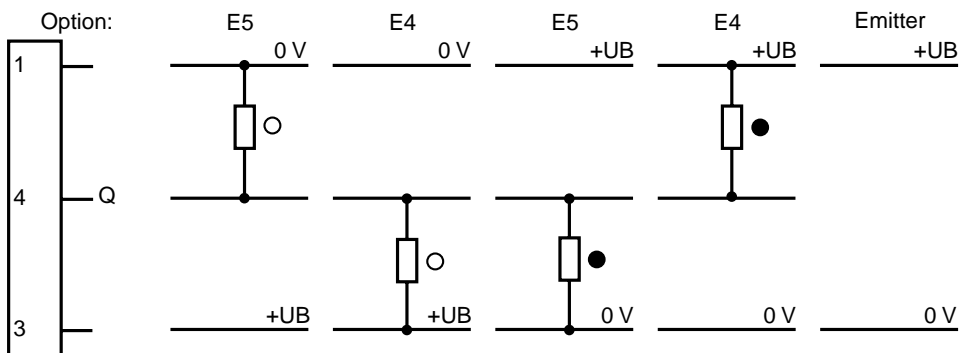 Option: E5 E4 E5 E4 Emitter
0 V 0 V +UB +UB +UB
1
4 Q
3
+UB +UB 0 V 0 V 0 V